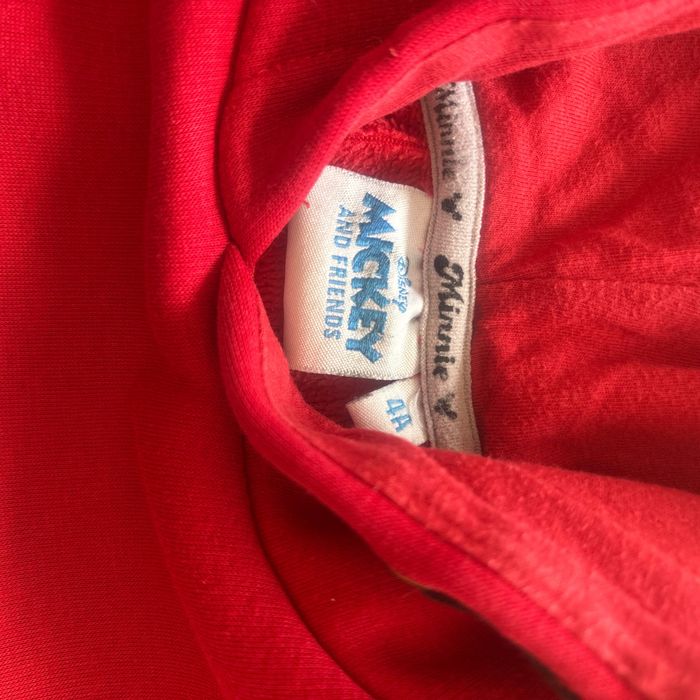 Disney
MICKEY
AND FRIENDS
4A
Minnie
Minnie